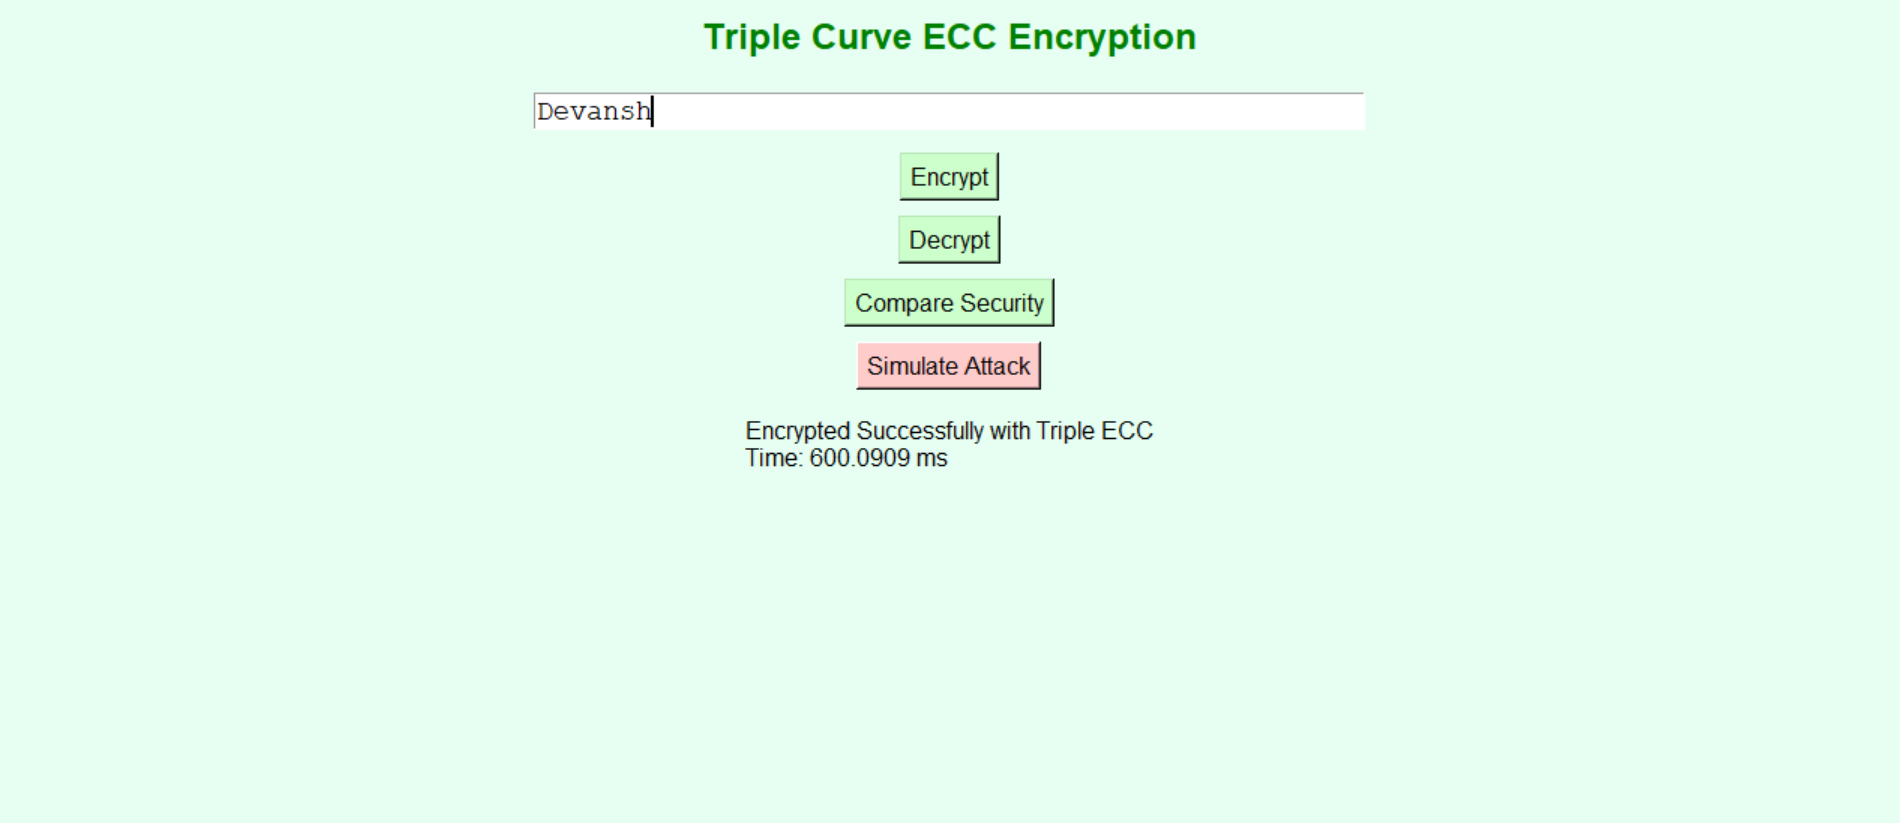 Triple Curve ECC Encryption
Devansh
Encrypt
Decrypt
Compare Security
Simulate Attack
Encrypted Successfully with Triple ECC
Time: 600.0909 ms